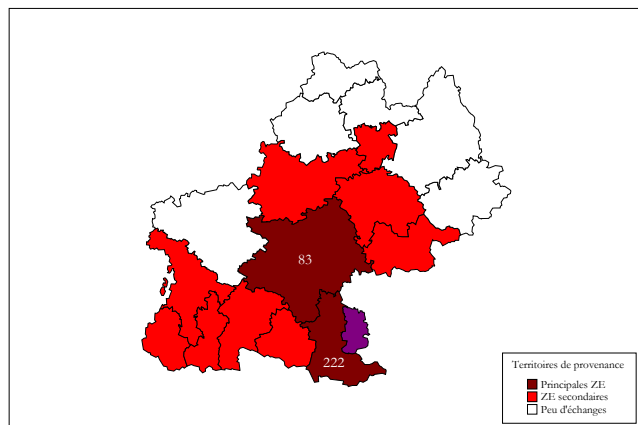 83
222
Territoires de provenance
Principales ZE
ZE secondaires
Peu d'échanges